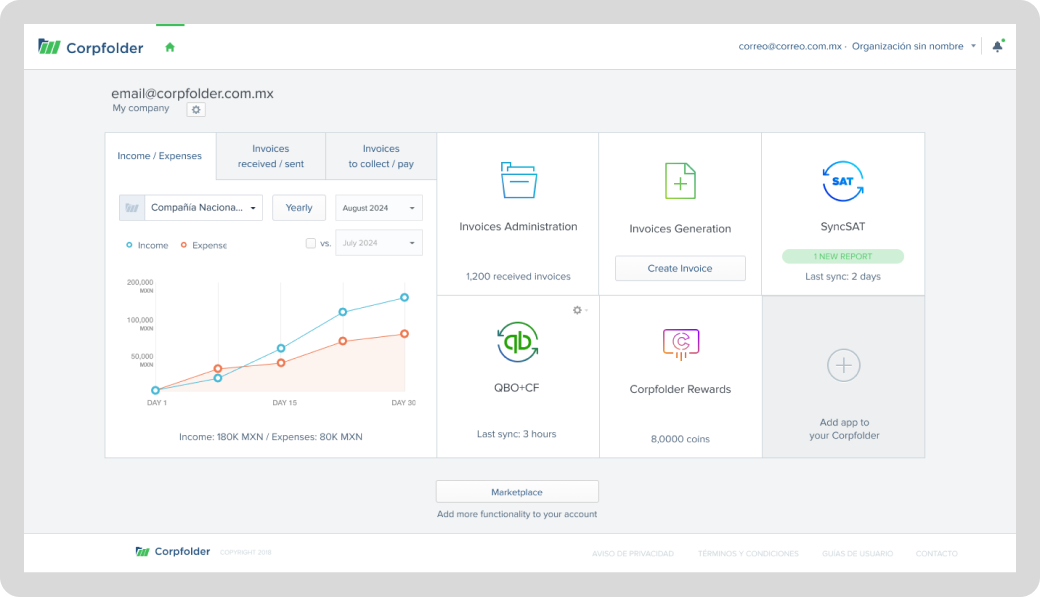 Corpfolder
correo@correo.com.mx · Organización sin nombre
email@corpfolder.com.mx
My company
Income / Expenses
Invoices
received / sent
Invoices
to collect / pay
Compañía Naciona...
Yearly
August 2024
Income
Expense
vs.
July 2024
200,000
MXN
100,000
MXN
50,000
MXN
DAY 1
DAY 15
DAY 30
Income: 180K MXN / Expenses: 80K MXN
Invoices Administration
1,200 received invoices
Invoices Generation
Create Invoice
SAT
SyncSAT
1 NEW REPORT
Last sync: 2 days
qb
QBO+CF
Last sync: 3 hours
C
Corpfolder Rewards
8,0000 coins
Add app to
your Corpfolder
Marketplace
Add more functionality to your account
Corpfolder
COPYRIGHT 2018
AVISO DE PRIVACIDAD
TÉRMINOS Y CONDICIONES
GUÍAS DE USUARIO
CONTACTO